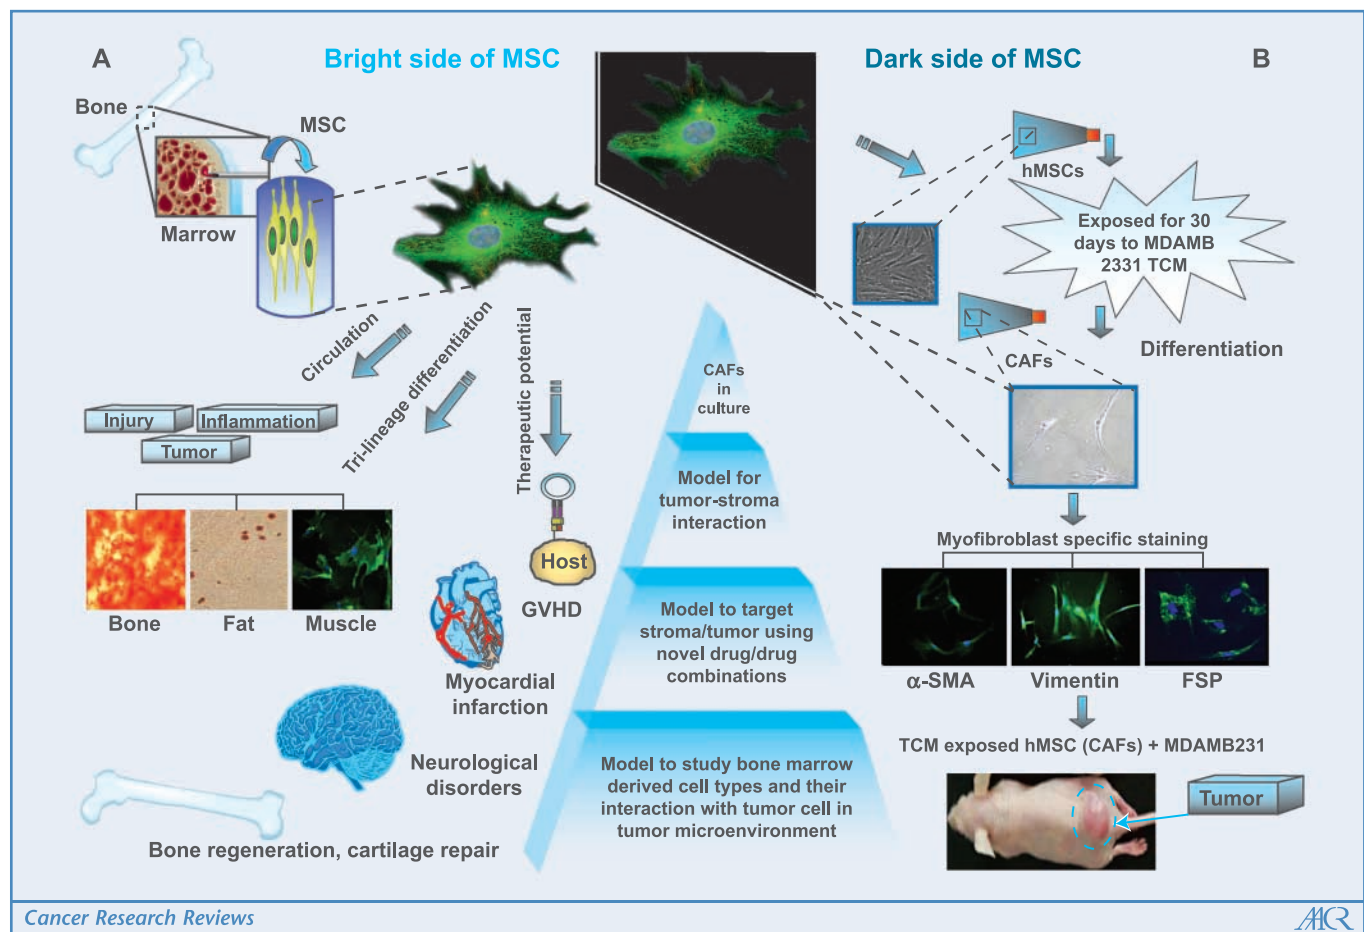 A
Bright side of MSC
Bone
MSC
Marrow
Circulation
Tri-lineage differentiation
Therapeutic potential
Injury
Inflammation
Tumor
Bone
Fat
Muscle
Host
GVHD
Myocardial
infarction
Neurological
disorders
Bone regeneration, cartilage repair
CAFs
in
culture
Model for
tumor-stroma
interaction
Model to target
stroma/tumor using
novel drug/drug
combinations
Model to study bone marrow
derived cell types and their
interaction with tumor cell in
tumor microenvironment
Dark side of MSC
B
hMSCs
Exposed for 30
days to MDAMB
2331 TCM
CAFs
Differentiation
Myofibroblast specific staining
α-SMA
Vimentin
FSP
TCM exposed hMSC (CAFs) + MDAMB231
Tumor
Cancer Research Reviews
AACR